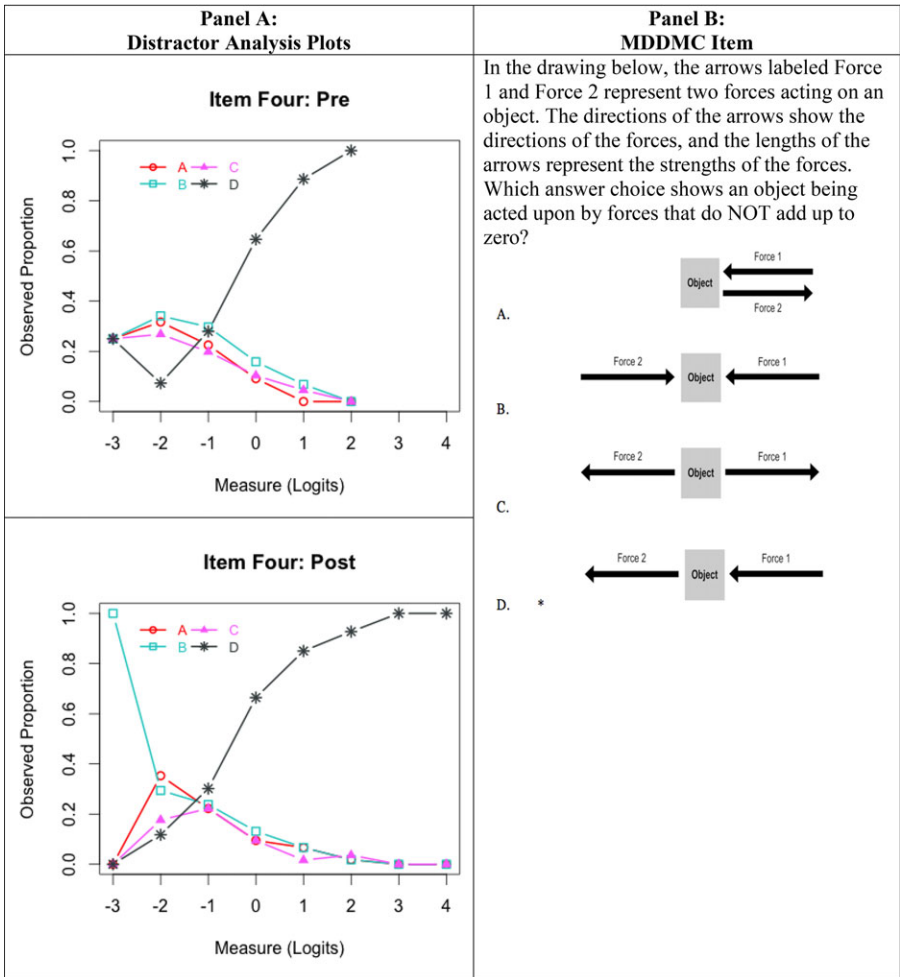 Panel A:
Distractor Analysis Plots
Panel B:
MDDMC Item
Item Four: Pre
1.0
0.8
0.6
0.4
0.2
0.0
Observed Proportion
A C
B D
-3 -2 -1 0 1 2 3 4
Measure (Logits)
Item Four: Post
1.0
0.8
0.6
0.4
0.2
0.0
Observed Proportion
A C
B D
-3 -2 -1 0 1 2 3 4
Measure (Logits)
In the drawing below, the arrows labeled Force
1 and Force 2 represent two forces acting on an
object. The directions of the arrows show the
directions of the forces, and the lengths of the
arrows represent the strengths of the forces.
Which answer choice shows an object being
acted upon by forces that do NOT add up to
zero?
Force 1
Object
Force 2
A.
Force 2 Force 1
Object
B.
Force 2 Force 1
Object
C.
Force 2 Force 1
Object
D. *